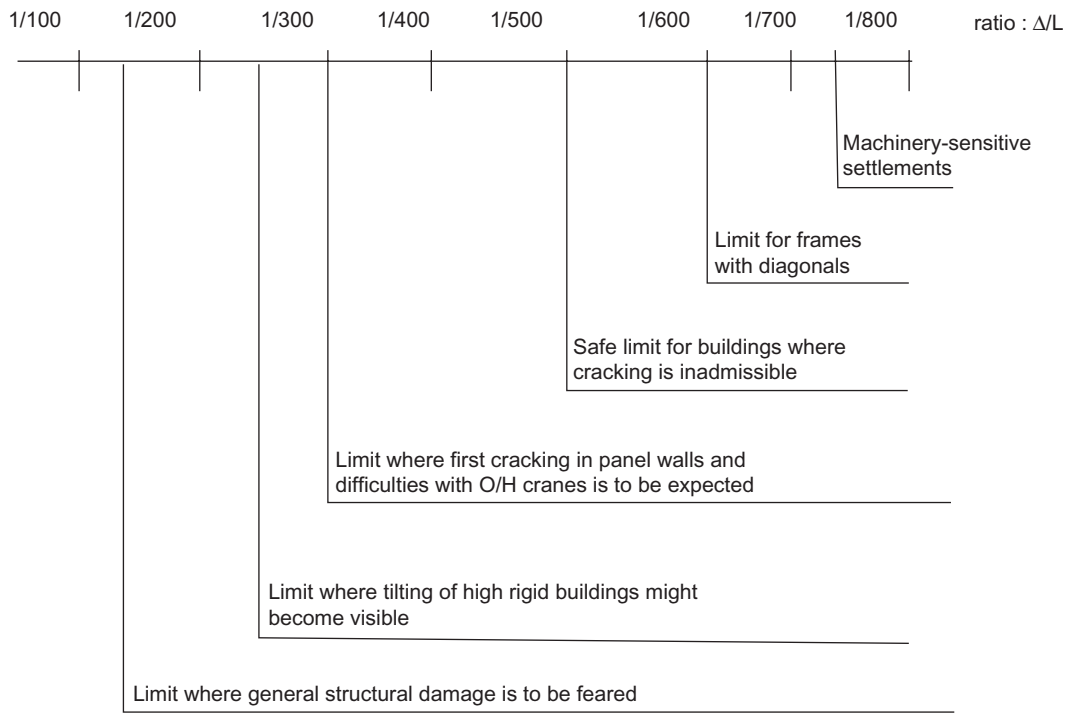 1/100 1/200 1/300 1/400 1/500 1/600 1/700 1/800 ratio : Δ/L
Machinery-sensitive
settlements
Limit for frames
with diagonals
Safe limit for buildings where
cracking is inadmissible
Limit where first cracking in panel walls and
difficulties with O/H cranes is to be expected
Limit where tilting of high rigid buildings might
become visible
Limit where general structural damage is to be feared